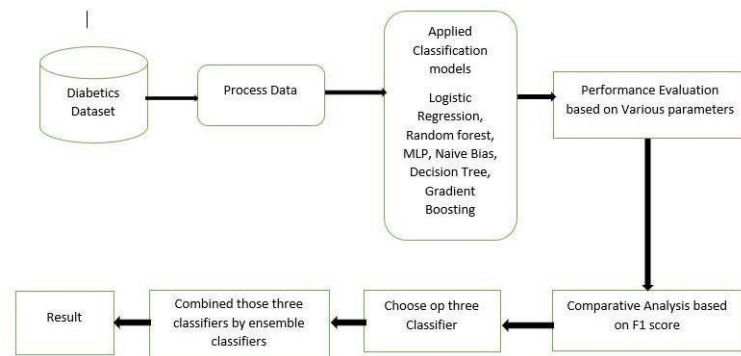 Diabetics
Dataset
Process Data
Applied
Classification
models
Logistic
Regression,
Random forest,
MLP, Naive Bias,
Decision Tree,
Gradient
Boosting
Performance Evaluation
based on Various parameters
Comparative Analysis based
on F1 score
Choose op three
Classifier
Combined those three
classifiers by ensemble
classifiers
Result